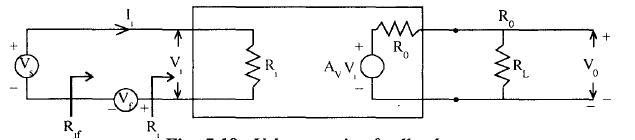 I_i
R_0
+
V_s
−
V_i
R_i
+
A_V V_i
−
R_0
R_L
V_0
+
−
− V_f +
R_if
R_i